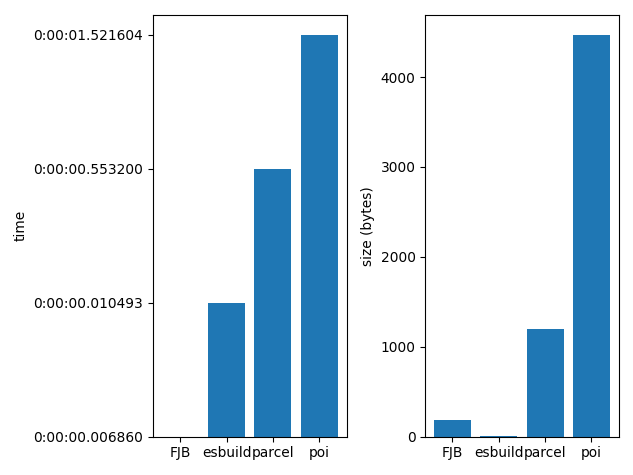 time
0:00:01.521604
0:00:00.553200
0:00:00.010493
0:00:00.006860
FJB esbuild parcel poi
size (bytes)
4000
3000
2000
1000
0
FJB esbuild parcel poi